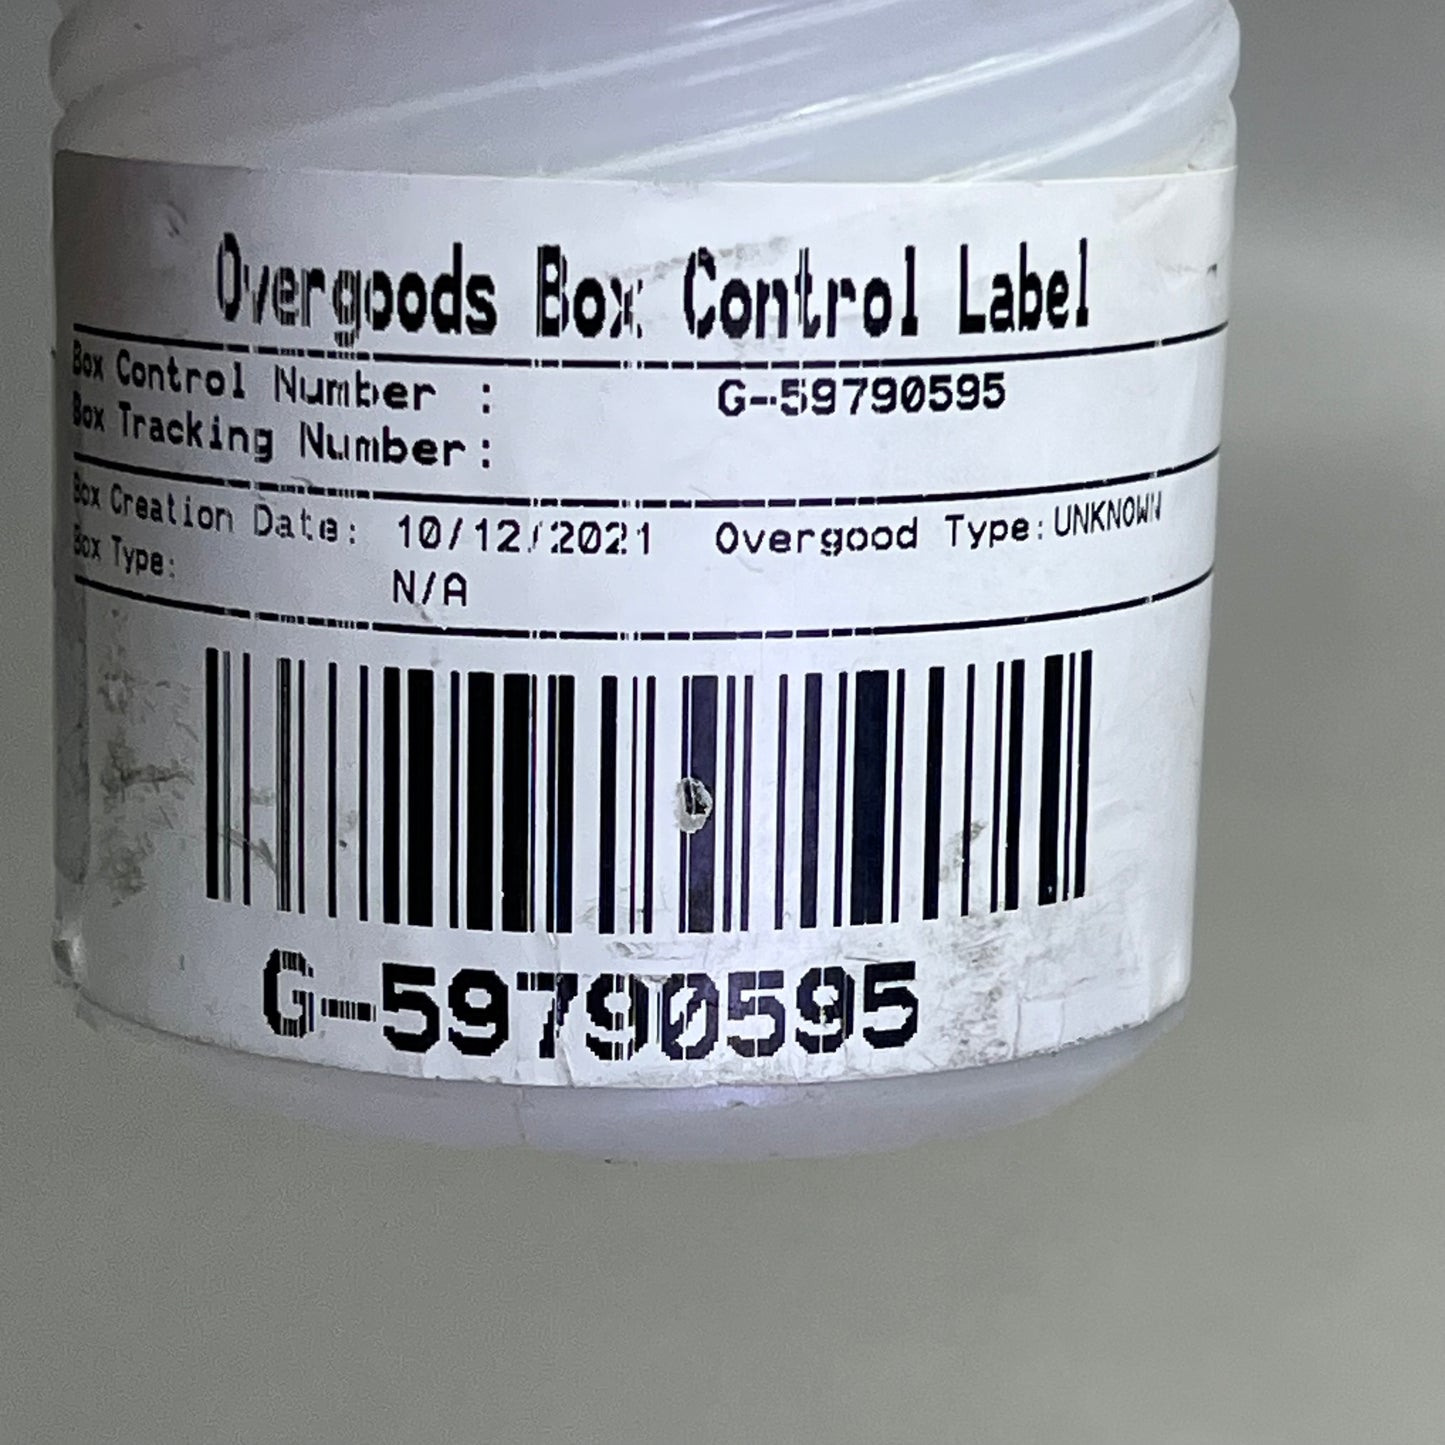 Overgoods Box Control Label
Box Control Number : G-59790595
Box Tracking Number:
Box Creation Date: 10/12/2021 Overgood Type: UNKNOWN
Box Type: N/A
G-59790595